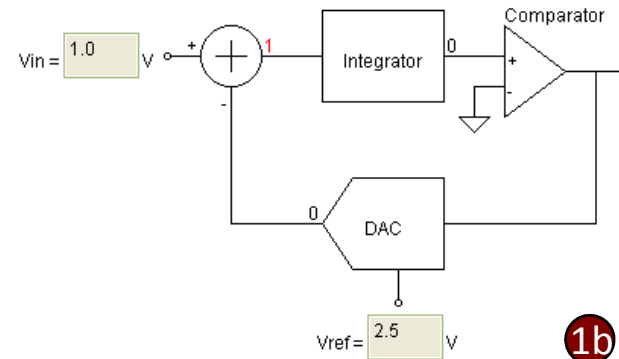 Comparator
Vin = 1.0 V
+
1
Integrator
0
+
-
-
0
DAC
Vref = 2.5 V
1b